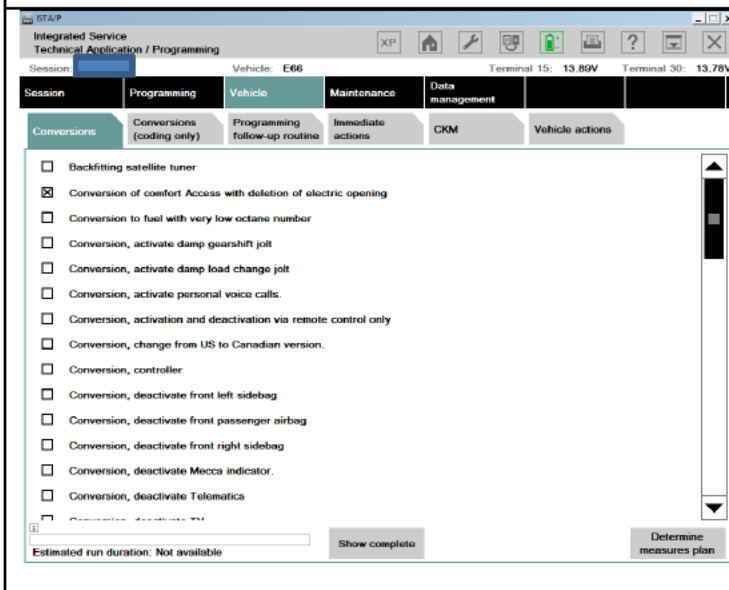 ISTA/P
Integrated Service
Technical Application / Programming
XP
?
Session:
Vehicle: E66
Terminal 15: 13.89V
Terminal 30: 13.78V
Session
Programming
Vehicle
Maintenance
Data
management
Conversions
Conversions
(coding only)
Programming
follow-up routine
Immediate
actions
CKM
Vehicle actions
Backfitting satellite tuner
Conversion of comfort Access with deletion of electric opening
Conversion to fuel with very low octane number
Conversion, activate damp gearshift jolt
Conversion, activate damp load change jolt
Conversion, activate personal voice calls.
Conversion, activation and deactivation via remote control only
Conversion, change from US to Canadian version.
Conversion, controller
Conversion, deactivate front left sidebag
Conversion, deactivate front passenger airbag
Conversion, deactivate front right sidebag
Conversion, deactivate Mecca indicator.
Conversion, deactivate Telematics
Estimated run duration: Not available
Show complete
Determine
measures plan